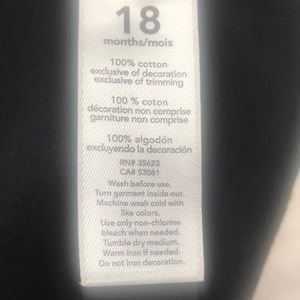 18
months/mois
100% cotton
exclusive of decoration
exclusive of trimming
100 % coton
décoration non comprise
garniture non comprise
100% algodón
excluyendo la decoración
RN# 35623
CA# 53061
Wash before use.
Turn garment inside out.
Machine wash cold with
like colors.
Use only non-chlorine
bleach when needed.
Tumble dry medium.
Warm iron if needed.
Do not iron decoration.